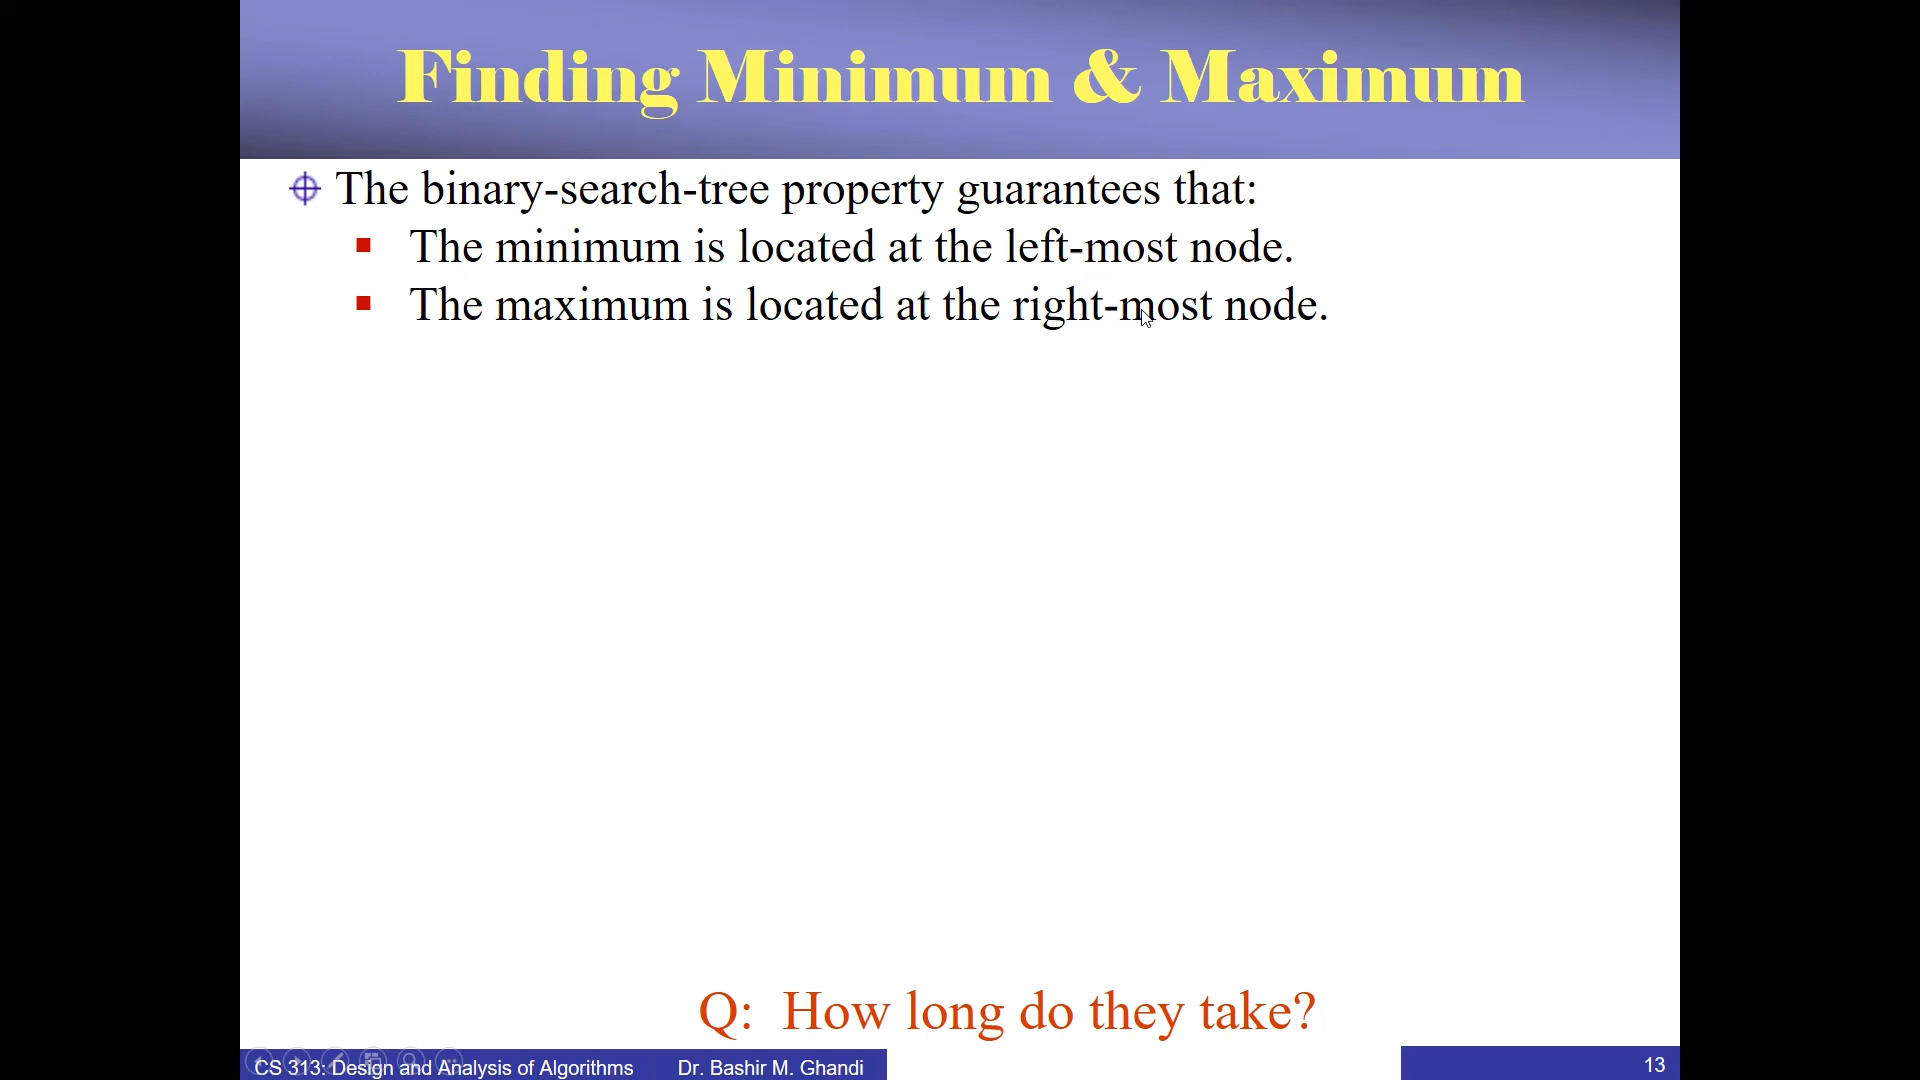 Finding Minimum & Maximum
The binary-search-tree property guarantees that:
The minimum is located at the left-most node.
The maximum is located at the right-most node.
Q: How long do they take?
CS 313: Design and Analysis of Algorithms Dr. Bashir M. Ghandi 13